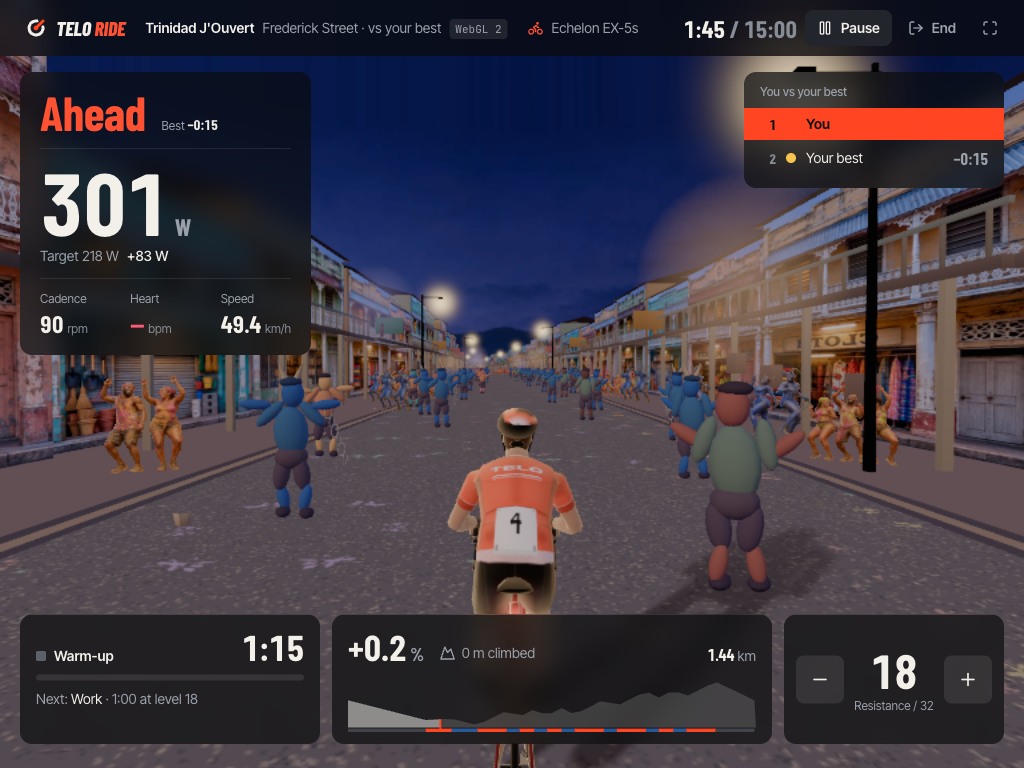 TELO RIDE Trinidad J'Ouvert Frederick Street · vs your best WebGL 2 Echelon EX-5s 1:45 / 15:00 Pause End
Ahead Best −0:15
301 W
Target 218 W +83 W
Cadence Heart Speed
90 rpm — bpm 49.4 km/h
You vs your best
1 You
2 Your best −0:15
CLOT
TELO
4
Warm-up 1:15
Next: Work · 1:00 at level 18
+0.2 % 0 m climbed 1.44 km
− 18 +
Resistance / 32